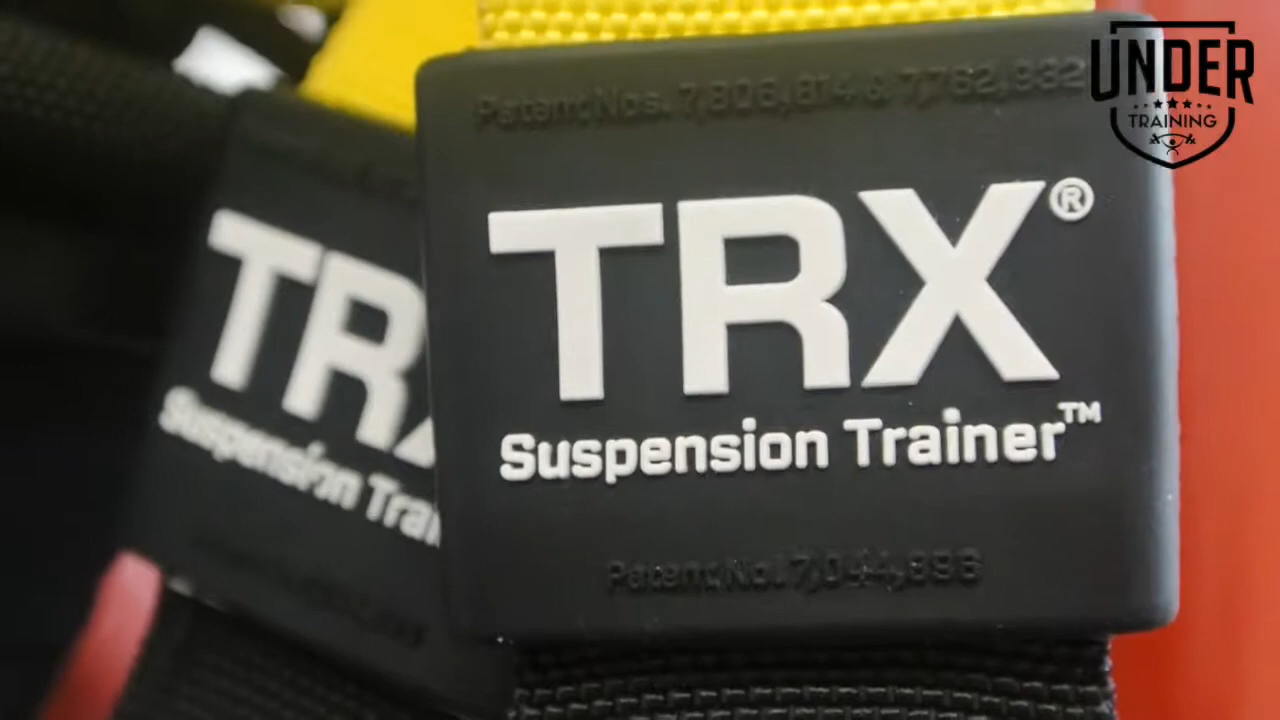 UNDER
TRAINING
Patent Nos. 7,806,814 & 7,762,932
TRX®
Suspension Trainer™
Patent No. 7,044,896
TRX
Suspension Trai